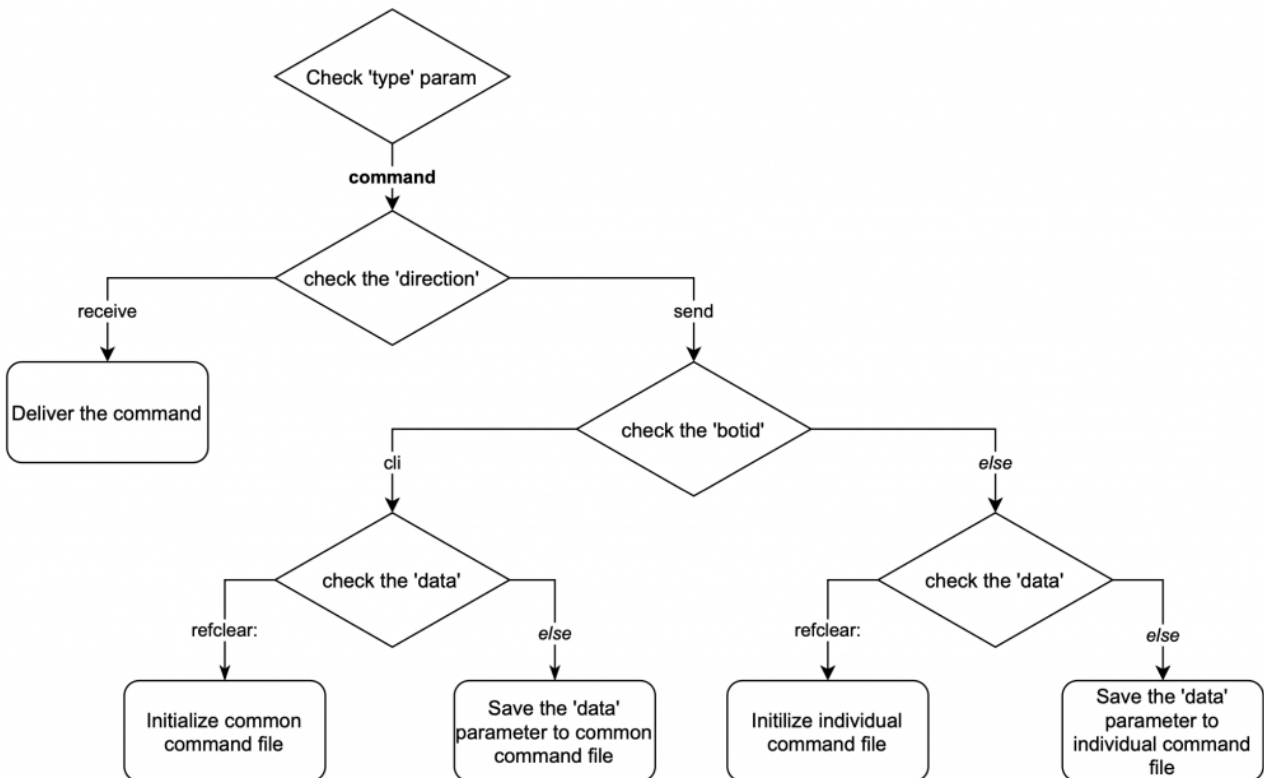 Check 'type' param
command
check the 'direction'
receive
send
Deliver the command
check the 'botid'
cli
else
check the 'data'
check the 'data'
refclear:
else
refclear:
else
Initialize common
command file
Save the 'data'
parameter to common
command file
Initilize individual
command file
Save the 'data'
parameter to
individual command
file